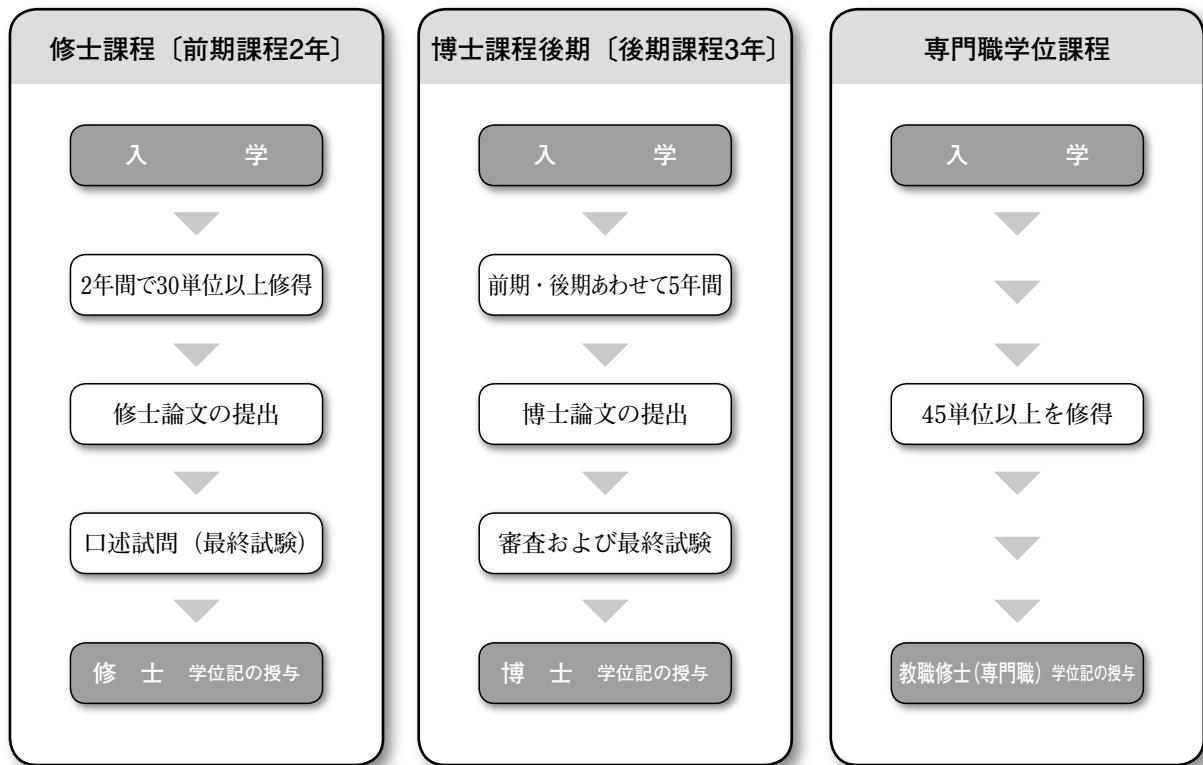 修士課程〔前期課程2年〕
入　学
2年間で30単位以上修得
修士論文の提出
口述試問（最終試験）
修　士 学位記の授与
博士課程後期〔後期課程3年〕
入　学
前期・後期あわせて5年間
博士論文の提出
審査および最終試験
博　士 学位記の授与
専門職学位課程
入　学
45単位以上を修得
教職修士（専門職） 学位記の授与